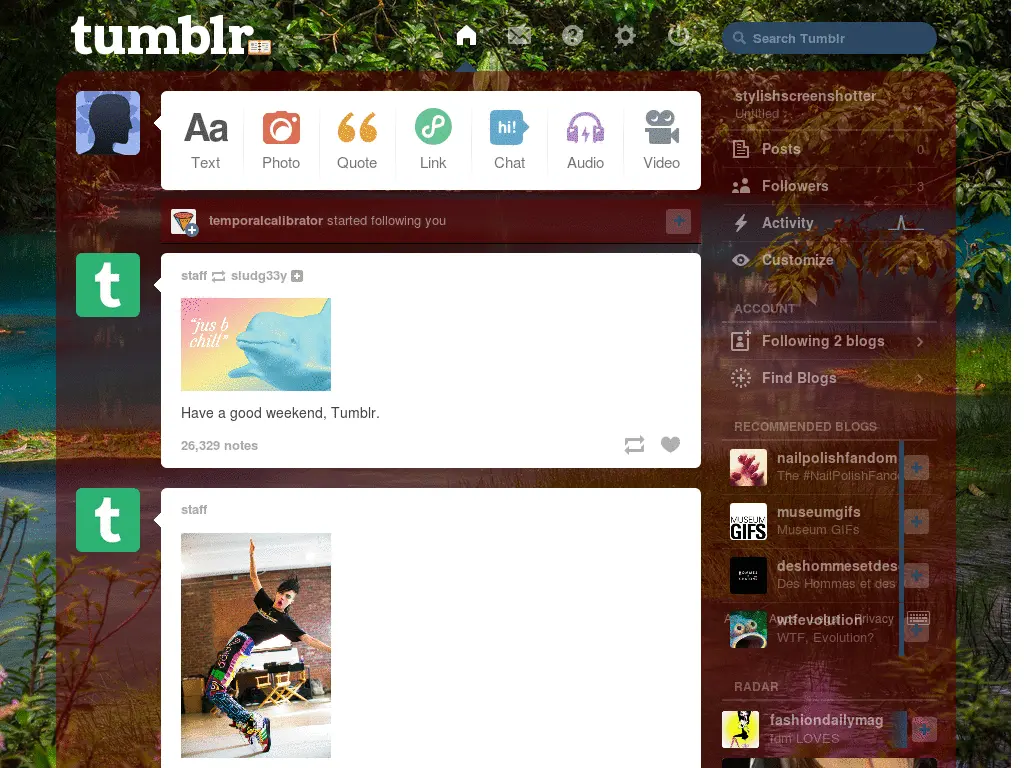 tumblr
Search Tumblr
stylishscreenshotter
Untitled
Aa
hi!
Text
Photo
Quote
Link
Chat
Audio
Video
Posts
0
Followers
3
temporalcalibrator started following you
Activity
Customize
staff sludg33y
ACCOUNT
"jus b
chill"
Following 2 blogs
Find Blogs
Have a good weekend, Tumblr.
26,329 notes
RECOMMENDED BLOGS
nailpolishfandom
The #NailPolishFand
t
staff
MUSEUM
GIFS
museumgifs
Museum GIFs
deshommesetdes
Des Hommes et des
wtfevolution
Privacy
WTF, Evolution?
RADAR
fashiondailymag
fdm LOVES